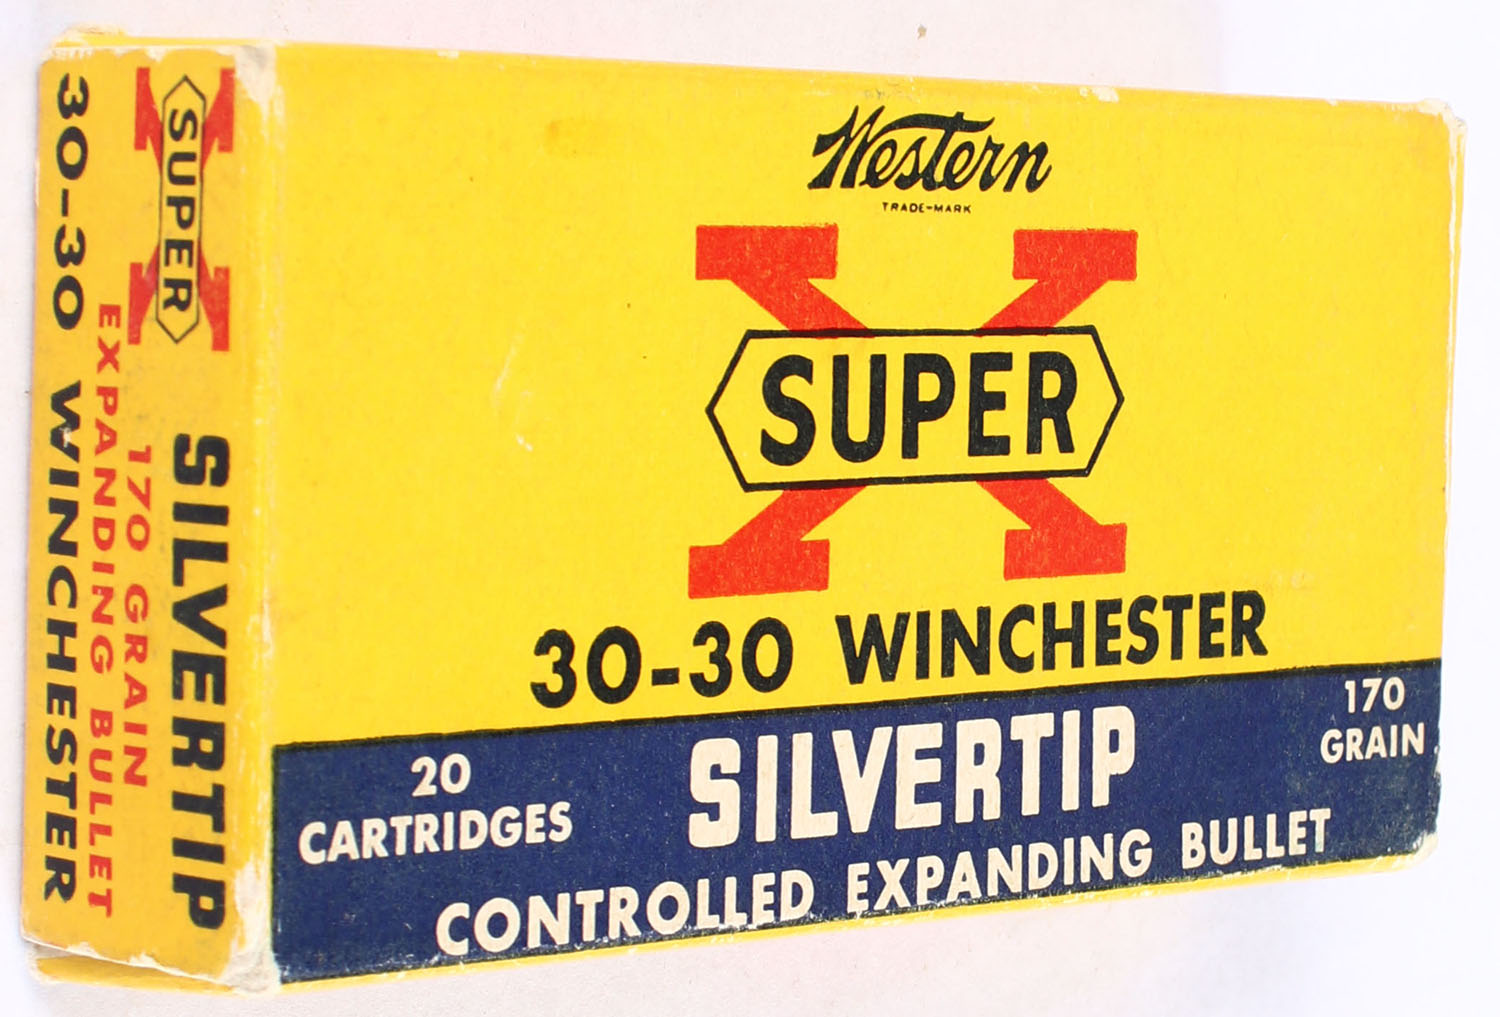 Western
TRADE-MARK
SUPER
X
30-30 WINCHESTER
20
CARTRIDGES
SILVERTIP
170
GRAIN
CONTROLLED EXPANDING BULLET
SUPER
X
SILVERTIP
170 GRAIN
EXPANDING BULLET
30-30 WINCHESTER